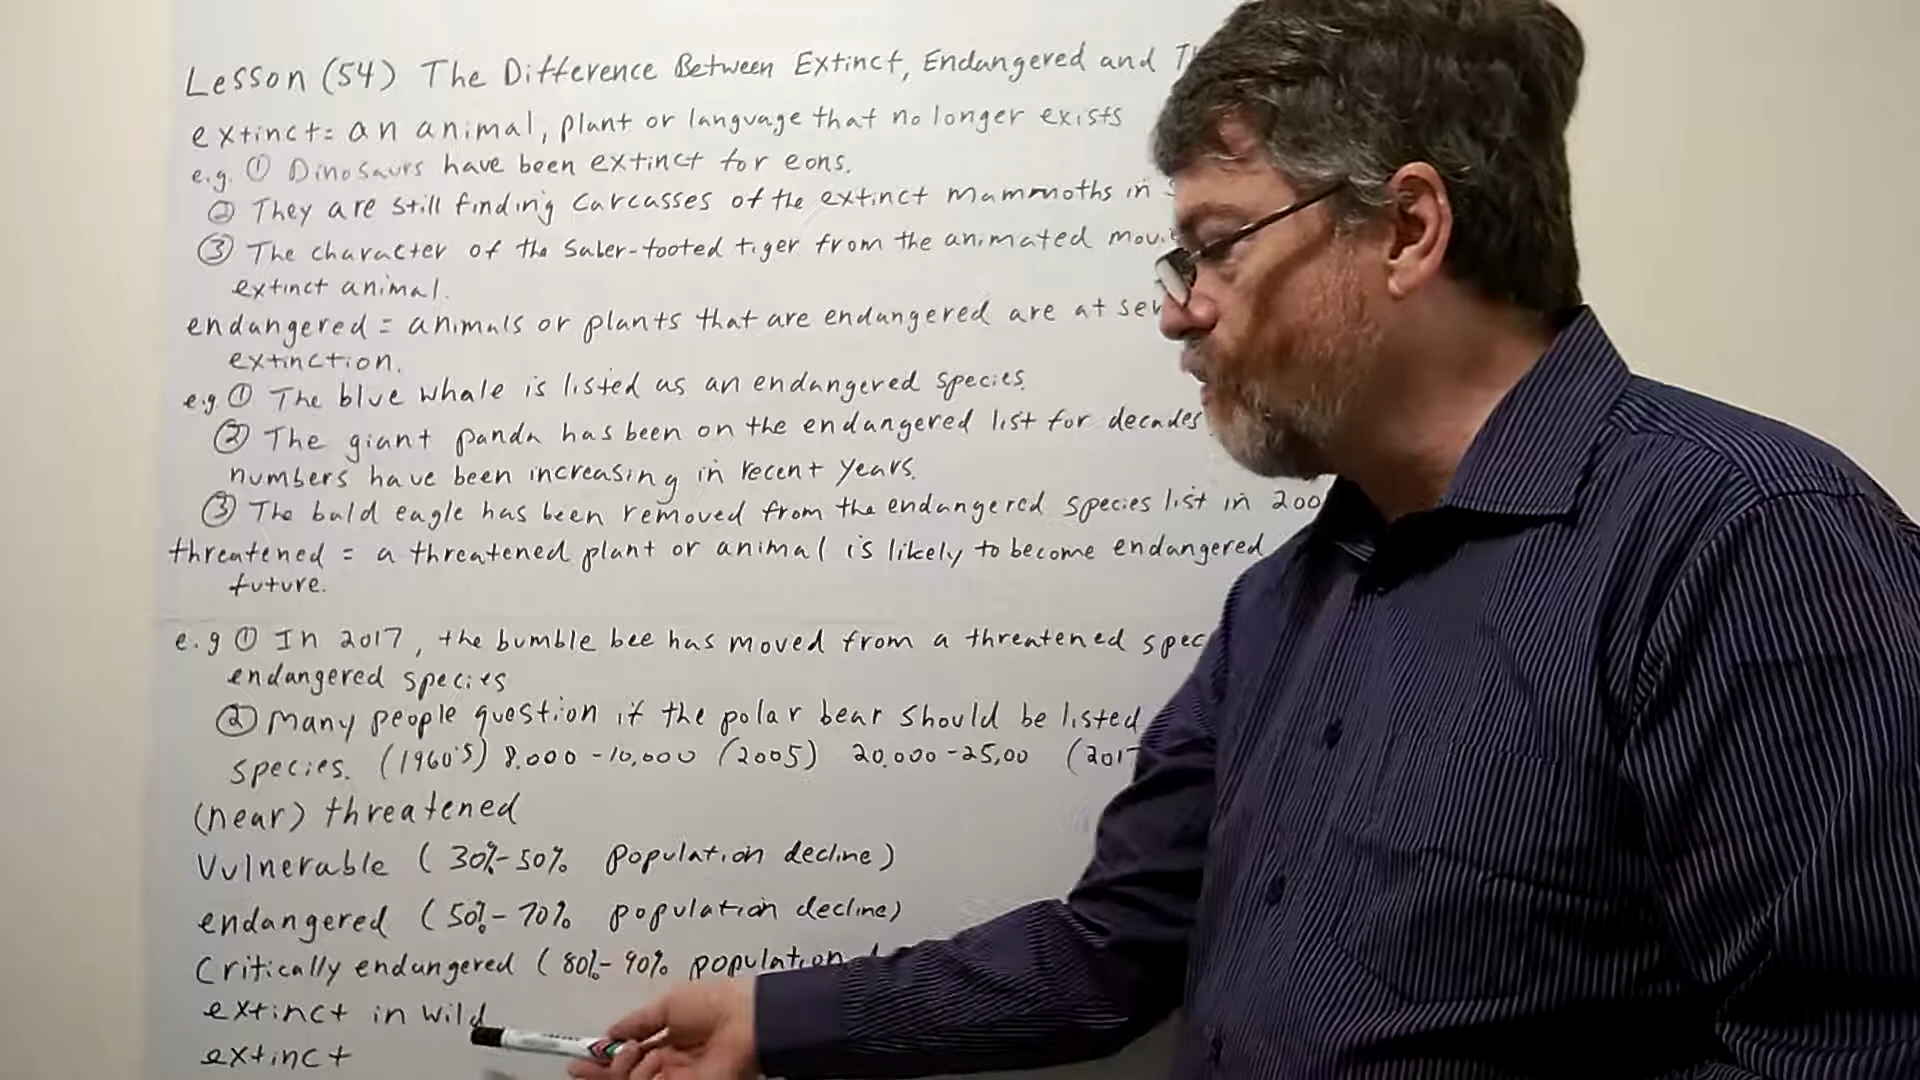 Lesson (54) The Difference Between Extinct, Endangered and
extinct= an animal, plant or language that no longer exists
e.g. ① Dinosaurs have been extinct for eons.
② They are still finding carcasses of the extinct mammoths in
③ The character of the Saber-tooted tiger from the animated
extinct animal.
endangered = animals or plants that are endangered are at
extinction.
e.g. ① The blue whale is listed as an endangered species.
② The giant panda has been on the endangered list for decades
numbers have been increasing in recent years.
③ The bald eagle has been removed from the endangered species list in 200
threatened = a threatened plant or animal is likely to become endangered
future.
e.g ① In 2017, the bumble bee has moved from a threatened spec
endangered species
② Many people question if the polar bear should be listed
species. (1960's) 8.000 - 10,000 (2005) 20.000 - 25,00 (2017
(near) threatened
Vulnerable (30%-50% population decline)
endangered (50%-70% population decline)
Critically endangered (80%-90% population
extinct in wild
extinct